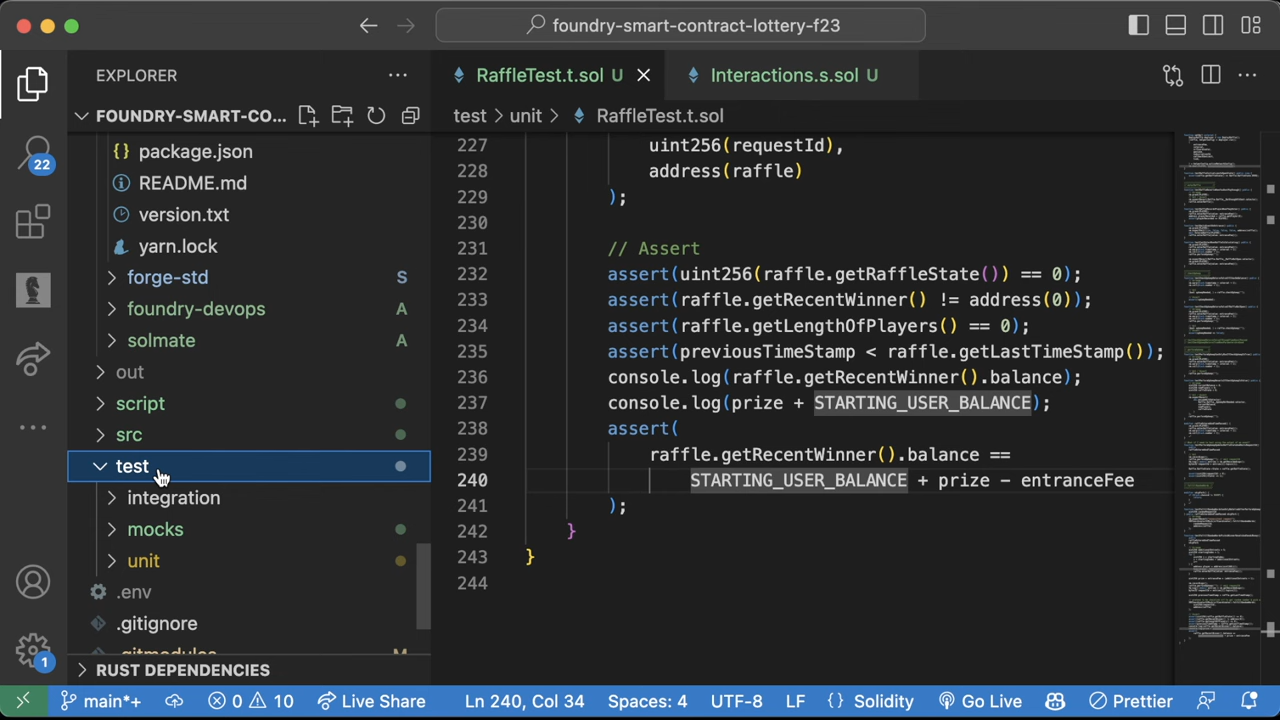 foundry-smart-contract-lottery-f23
EXPLORER
FOUNDRY-SMART-CO...
package.json
README.md
version.txt
yarn.lock
forge-std S
foundry-devops A
solmate A
out
script
src
test
integration
mocks
unit
.env
.gitignore
.gitmodules M
RUST DEPENDENCIES
22
1
RaffleTest.t.sol U
Interactions.s.sol U
test > unit > RaffleTest.t.sol
227 uint256(requestId),
228 address(raffle)
229 );
230
231 // Assert
232 assert(uint256(raffle.getRaffleState()) == 0);
233 assert(raffle.getRecentWinner() != address(0));
234 assert(raffle.getLengthOfPlayers() == 0);
235 assert(previousTimeStamp < raffle.getLastTimeStamp());
236 console.log(raffle.getRecentWinner().balance);
237 console.log(prize + STARTING_USER_BALANCE);
238 assert(
239 raffle.getRecentWinner().balance ==
240 STARTING_USER_BALANCE + prize - entranceFee
241 );
242 }
243 }
244
main*+ 0 10 Live Share Ln 240, Col 34 Spaces: 4 UTF-8 LF {} Solidity Go Live Prettier